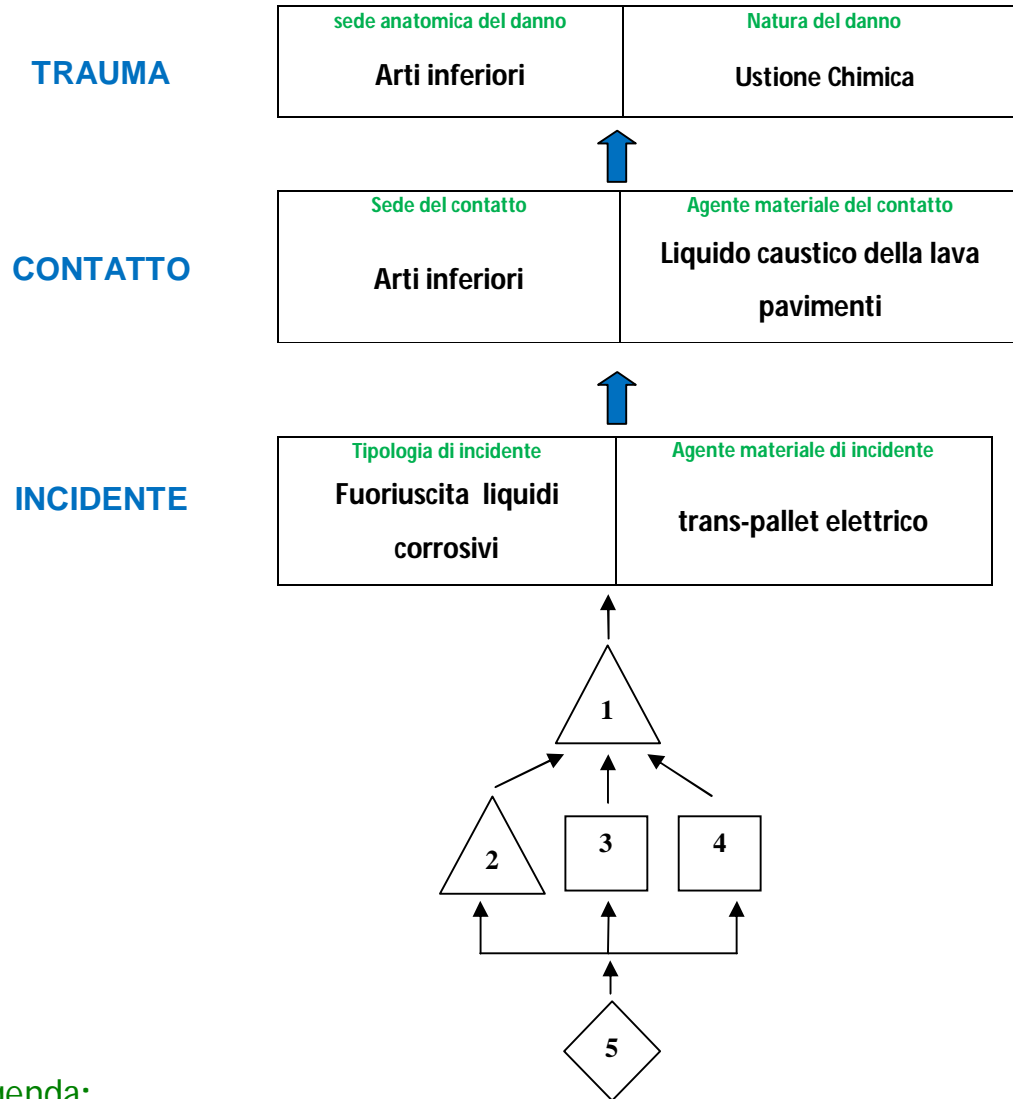 sede anatomica del danno
Natura del danno
TRAUMA
Arti inferiori
Ustione Chimica
Sede del contatto
Agente materiale del contatto
CONTATTO
Arti inferiori
Liquido caustico della lava
pavimenti
Tipologia di incidente
Agente materiale di incidente
INCIDENTE
Fuoriuscita liquidi
corrosivi
trans-pallet elettrico
1
2
3
4
5
genda: